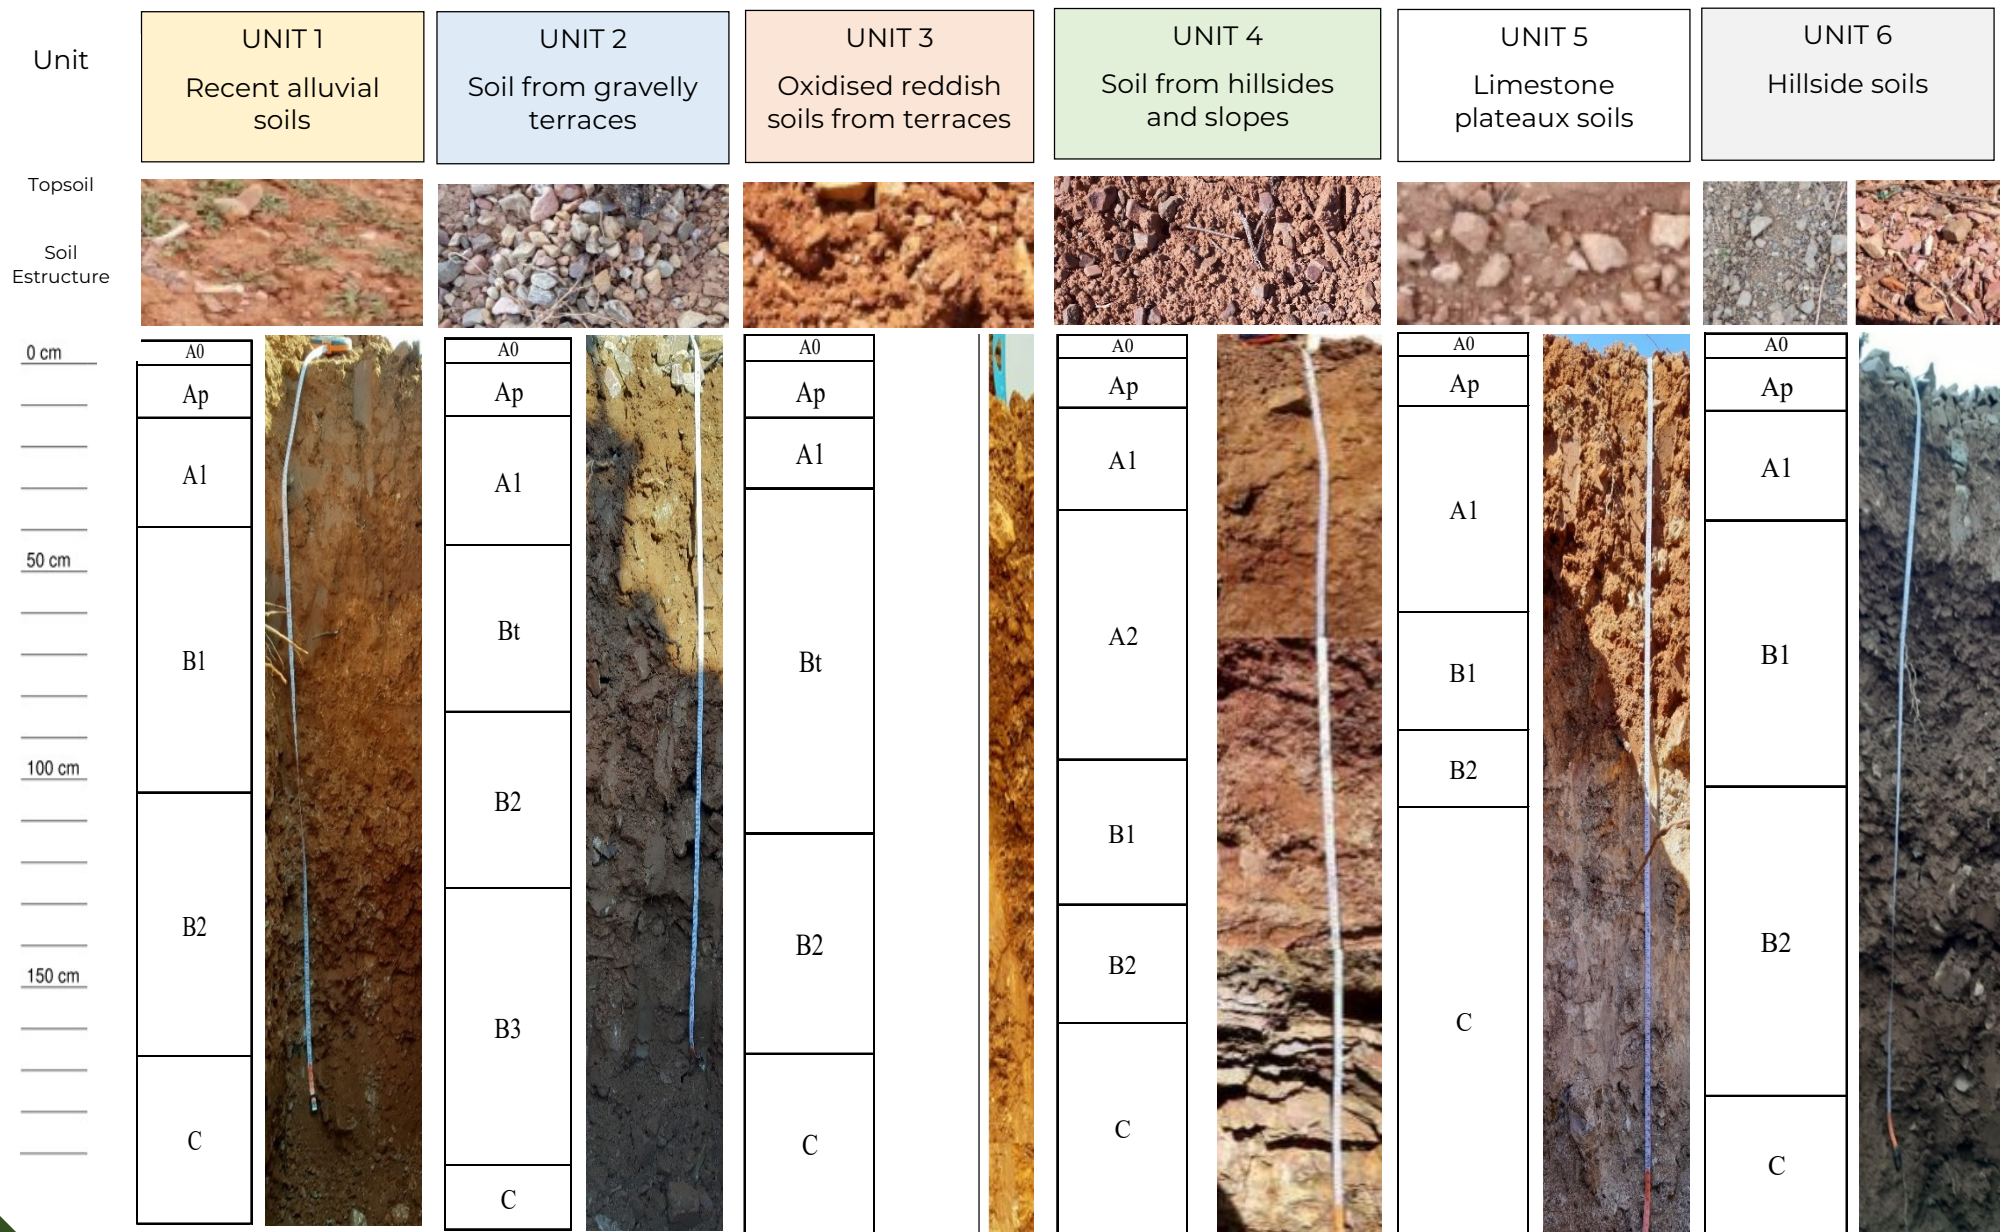 Unit
UNIT 1
Recent alluvial
soils
UNIT 2
Soil from gravelly
terraces
UNIT 3
Oxidised reddish
soils from terraces
UNIT 4
Soil from hillsides
and slopes
UNIT 5
Limestone
plateaux soils
UNIT 6
Hillside soils
Topsoil
Soil
Estructure
0 cm
50 cm
100 cm
150 cm
A0
Ap
A1
B1
B2
C
A0
Ap
A1
Bt
B2
B3
C
A0
Ap
A1
Bt
B2
C
A0
Ap
A1
A2
B1
B2
C
A0
Ap
A1
B1
B2
C
A0
Ap
A1
B1
B2
C